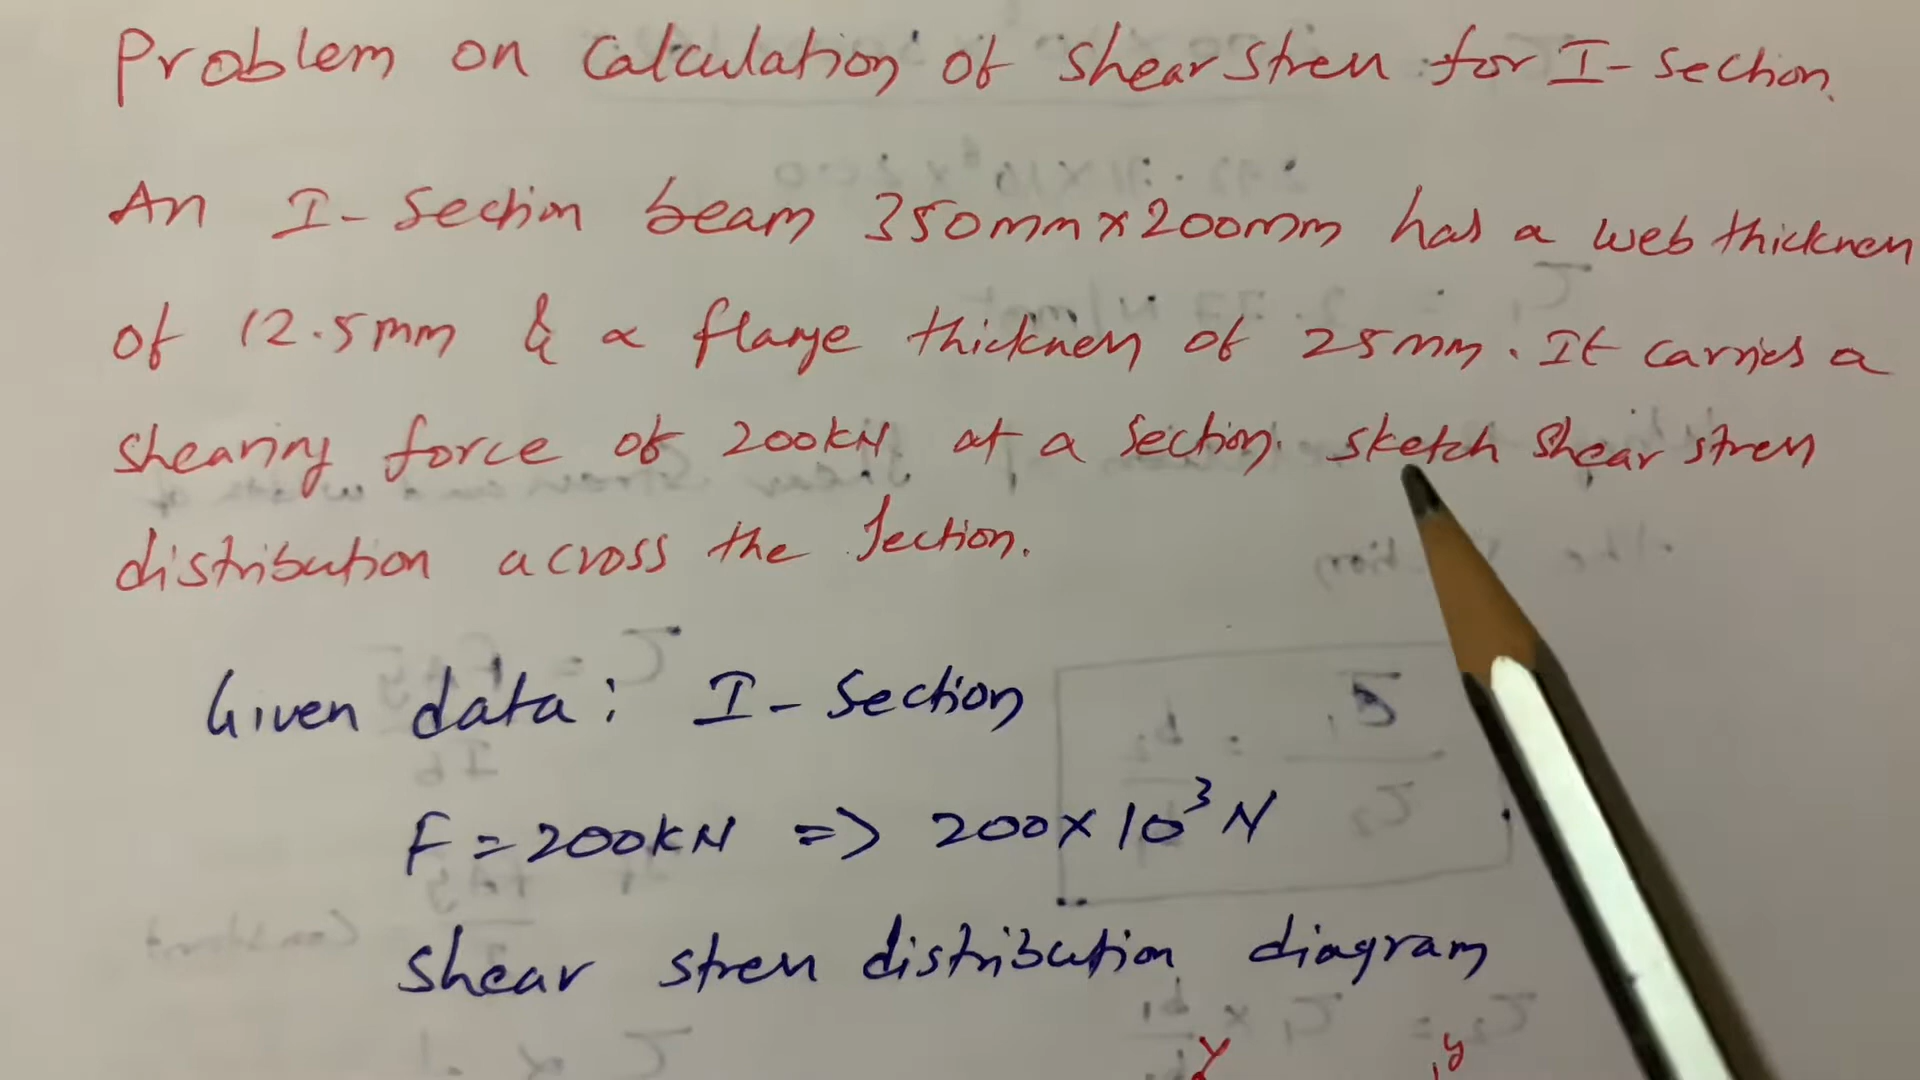 Problem on Calculation of Shear Stress for I-Section.
An I-Section beam 350mm×200mm has a web thickness
of 12.5mm & a flange thickness of 25mm. It carries a
shearing force of 200kN at a Section. sketch shear stress
distribution across the Section.
Given data: I-Section
F=200kN => 200×10³N
shear stress distribution diagram
Y y